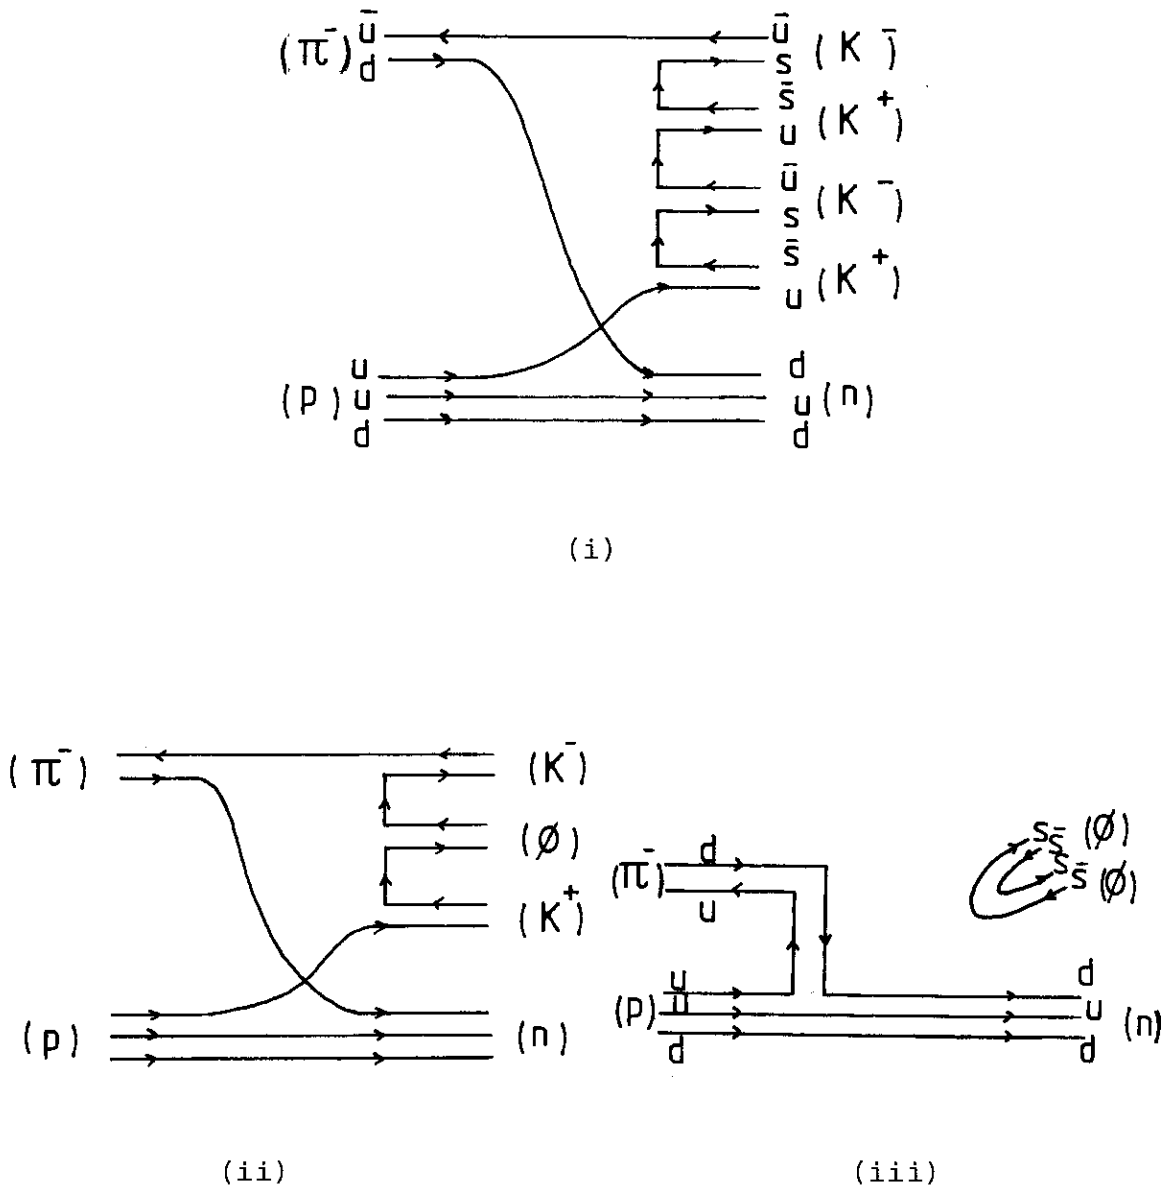 (π⁻) ū ū (K⁻)
d s
s̄ (K⁺)
u
ū (K⁻)
s
s̄ (K⁺)
u
u d
(p) u u (n)
d d
(i)
(π⁻) (K⁻)
(φ)
(K⁺)
(p) (n)
(ii)
(π⁻) d s s̄ (φ)
u s s̄ (φ)
u d
(p) u u (n)
d d
(iii)